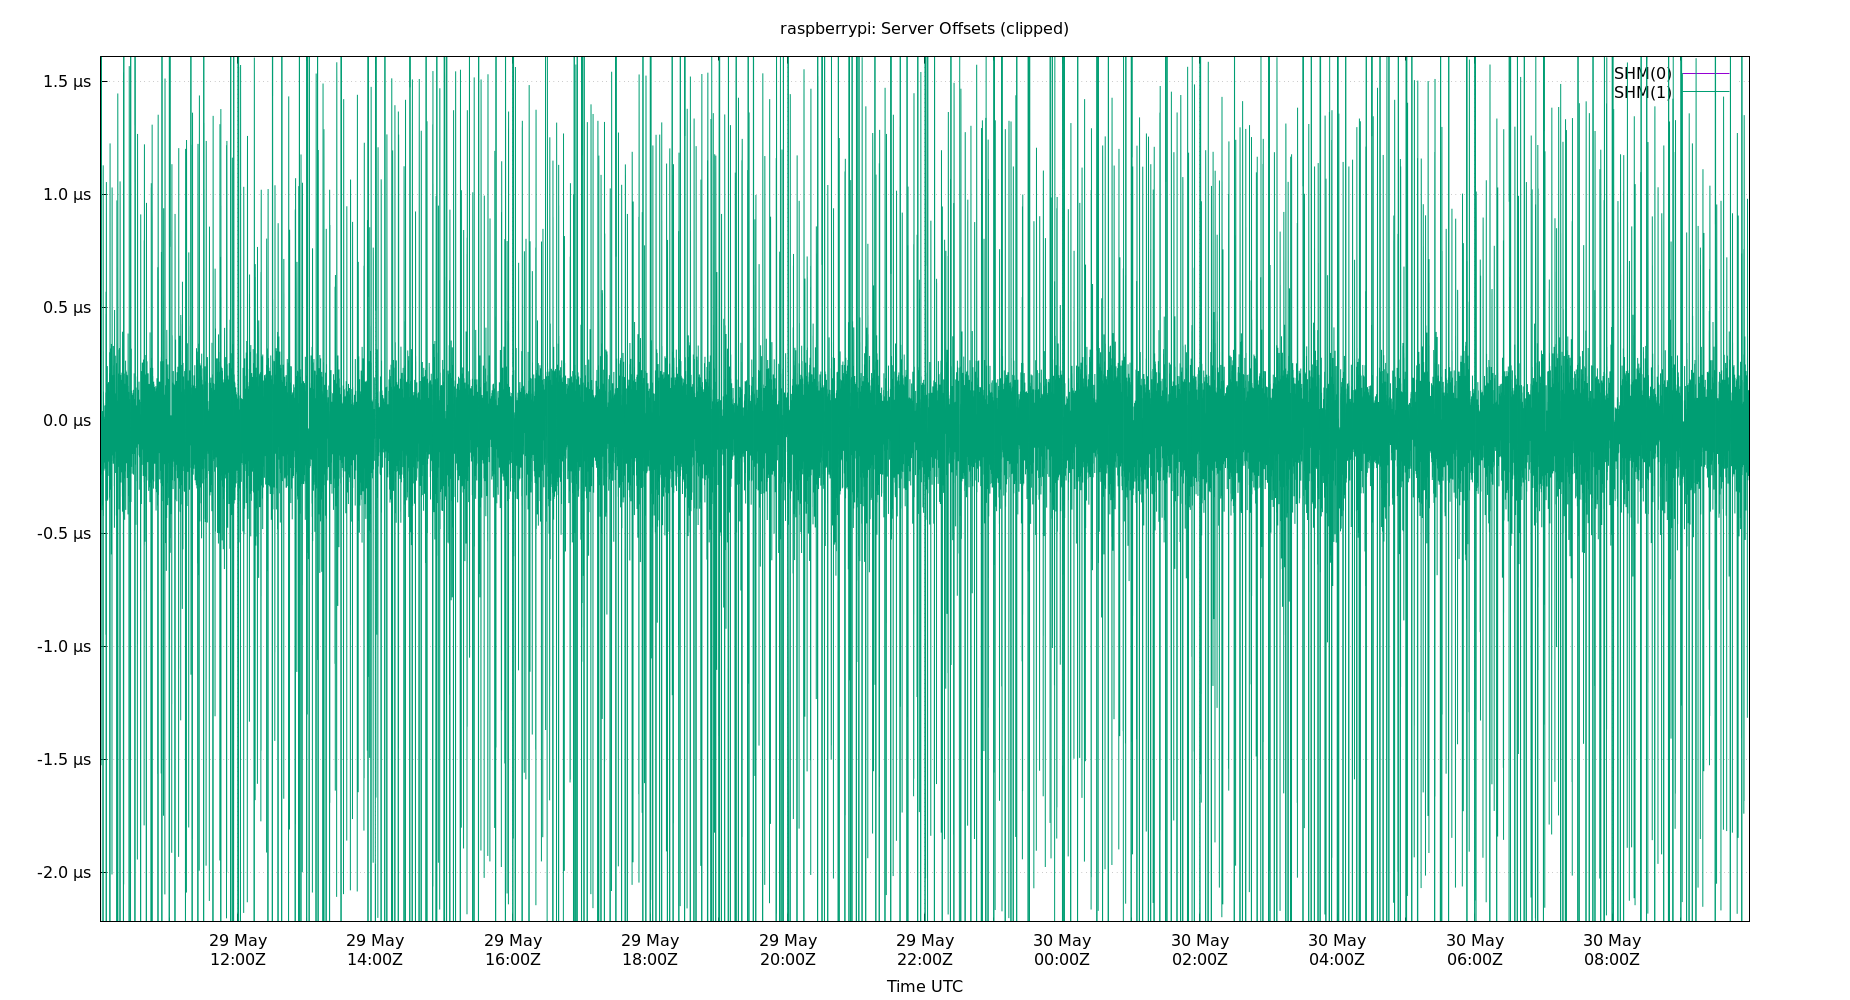 raspberrypi: Server Offsets (clipped)
SHM(0)
SHM(1)
1.5 µs
1.0 µs
0.5 µs
0.0 µs
-0.5 µs
-1.0 µs
-1.5 µs
-2.0 µs
29 May 29 May 29 May 29 May 29 May 29 May 30 May 30 May 30 May 30 May 30 May
12:00Z 14:00Z 16:00Z 18:00Z 20:00Z 22:00Z 00:00Z 02:00Z 04:00Z 06:00Z 08:00Z
Time UTC